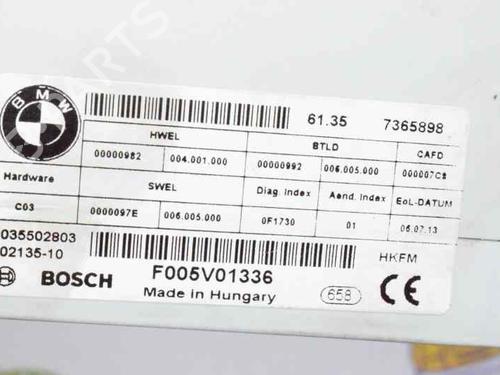 BMW
61.35 7365898
HWEL BTLD CAFD
00000982 004.001.000 00000992 006.005.000 000007C8
Hardware SWEL Diag. Index Aend. Index EoL-DATUM
C03 0000097E 006.005.000 0F1730 01 06.07.13
035502803
02135-10 HKFM
BOSCH F005V01336
Made in Hungary 658 CE